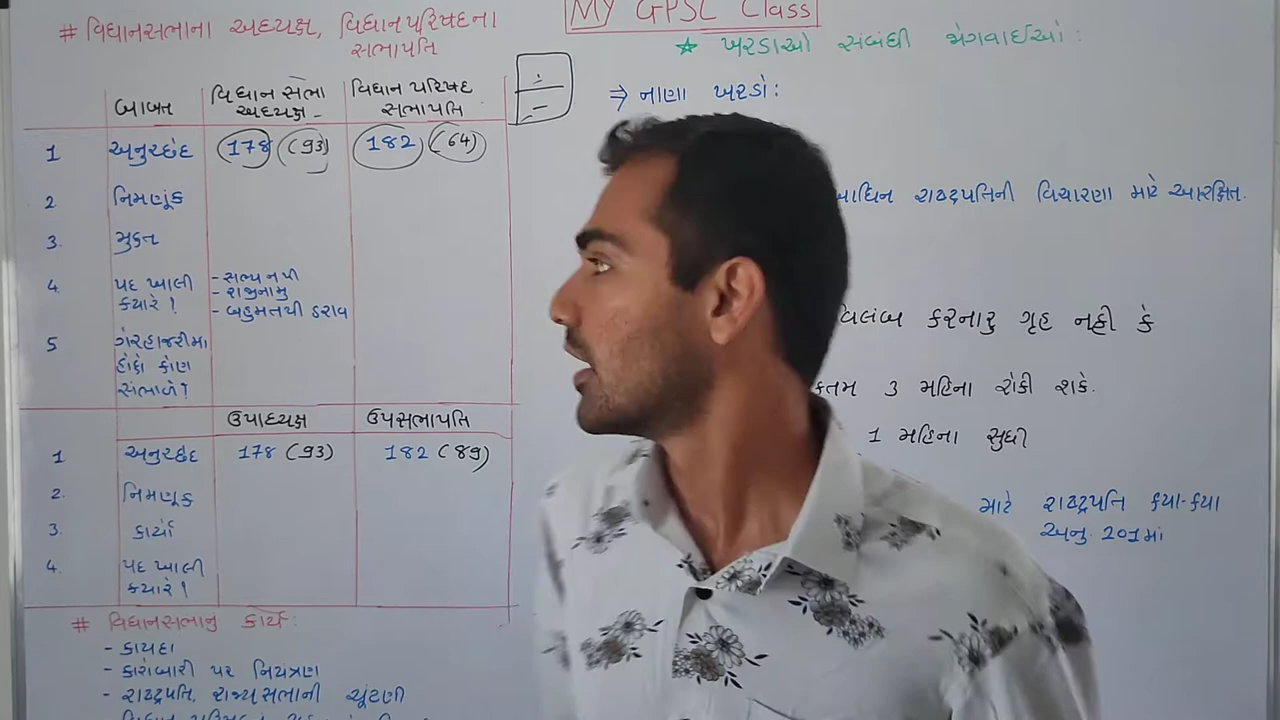 # વિધાનસભાના અધ્યક્ષ, વિધાનપરિષદના
સભાપતિ
બાબત વિધાન સભા અધ્યક્ષ વિધાન પરિષદ સભાપતિ
1 અનુચ્છેદ 178 (93) 182 (64)
2 નિમણૂંક
3. મુક્ત
4 પદ ખાલી ક્યારે?
- સભ્ય નથી
- રાજીનામુ
- બહુમતથી ઠરાવ
5 ગેરહાજરીમાં
હોદ્દો કોણ
સંભાળે?
ઉપાધ્યક્ષ ઉપસભાપતિ
1 અનુચ્છેદ 178 (93) 182 (89)
2. નિમણૂક
3. કાર્યો
4. પદ ખાલી
ક્યારે?
# વિધાનસભાનુ કાર્ય:
- કાયદા
- કારોબારી પર નિયંત્રણ
- રાષ્ટ્રપતિ, રાજ્યસભાની ચૂંટણી
MY GPSC Class
★ ખરડાઓ સંબંધી જોગવાઈઓ:
⇒ નાણા ખરડો:
રાષ્ટ્રપતિની વિચારણા માટે આરક્ષિત.
વિલંબ કરનારુ ગૃહ નહી કે
3 મહિના રોકી શકે.
1 મહિના સુધી
માટે રાષ્ટ્રપતિ ક્યા-ક્યા
અનુ. 201માં